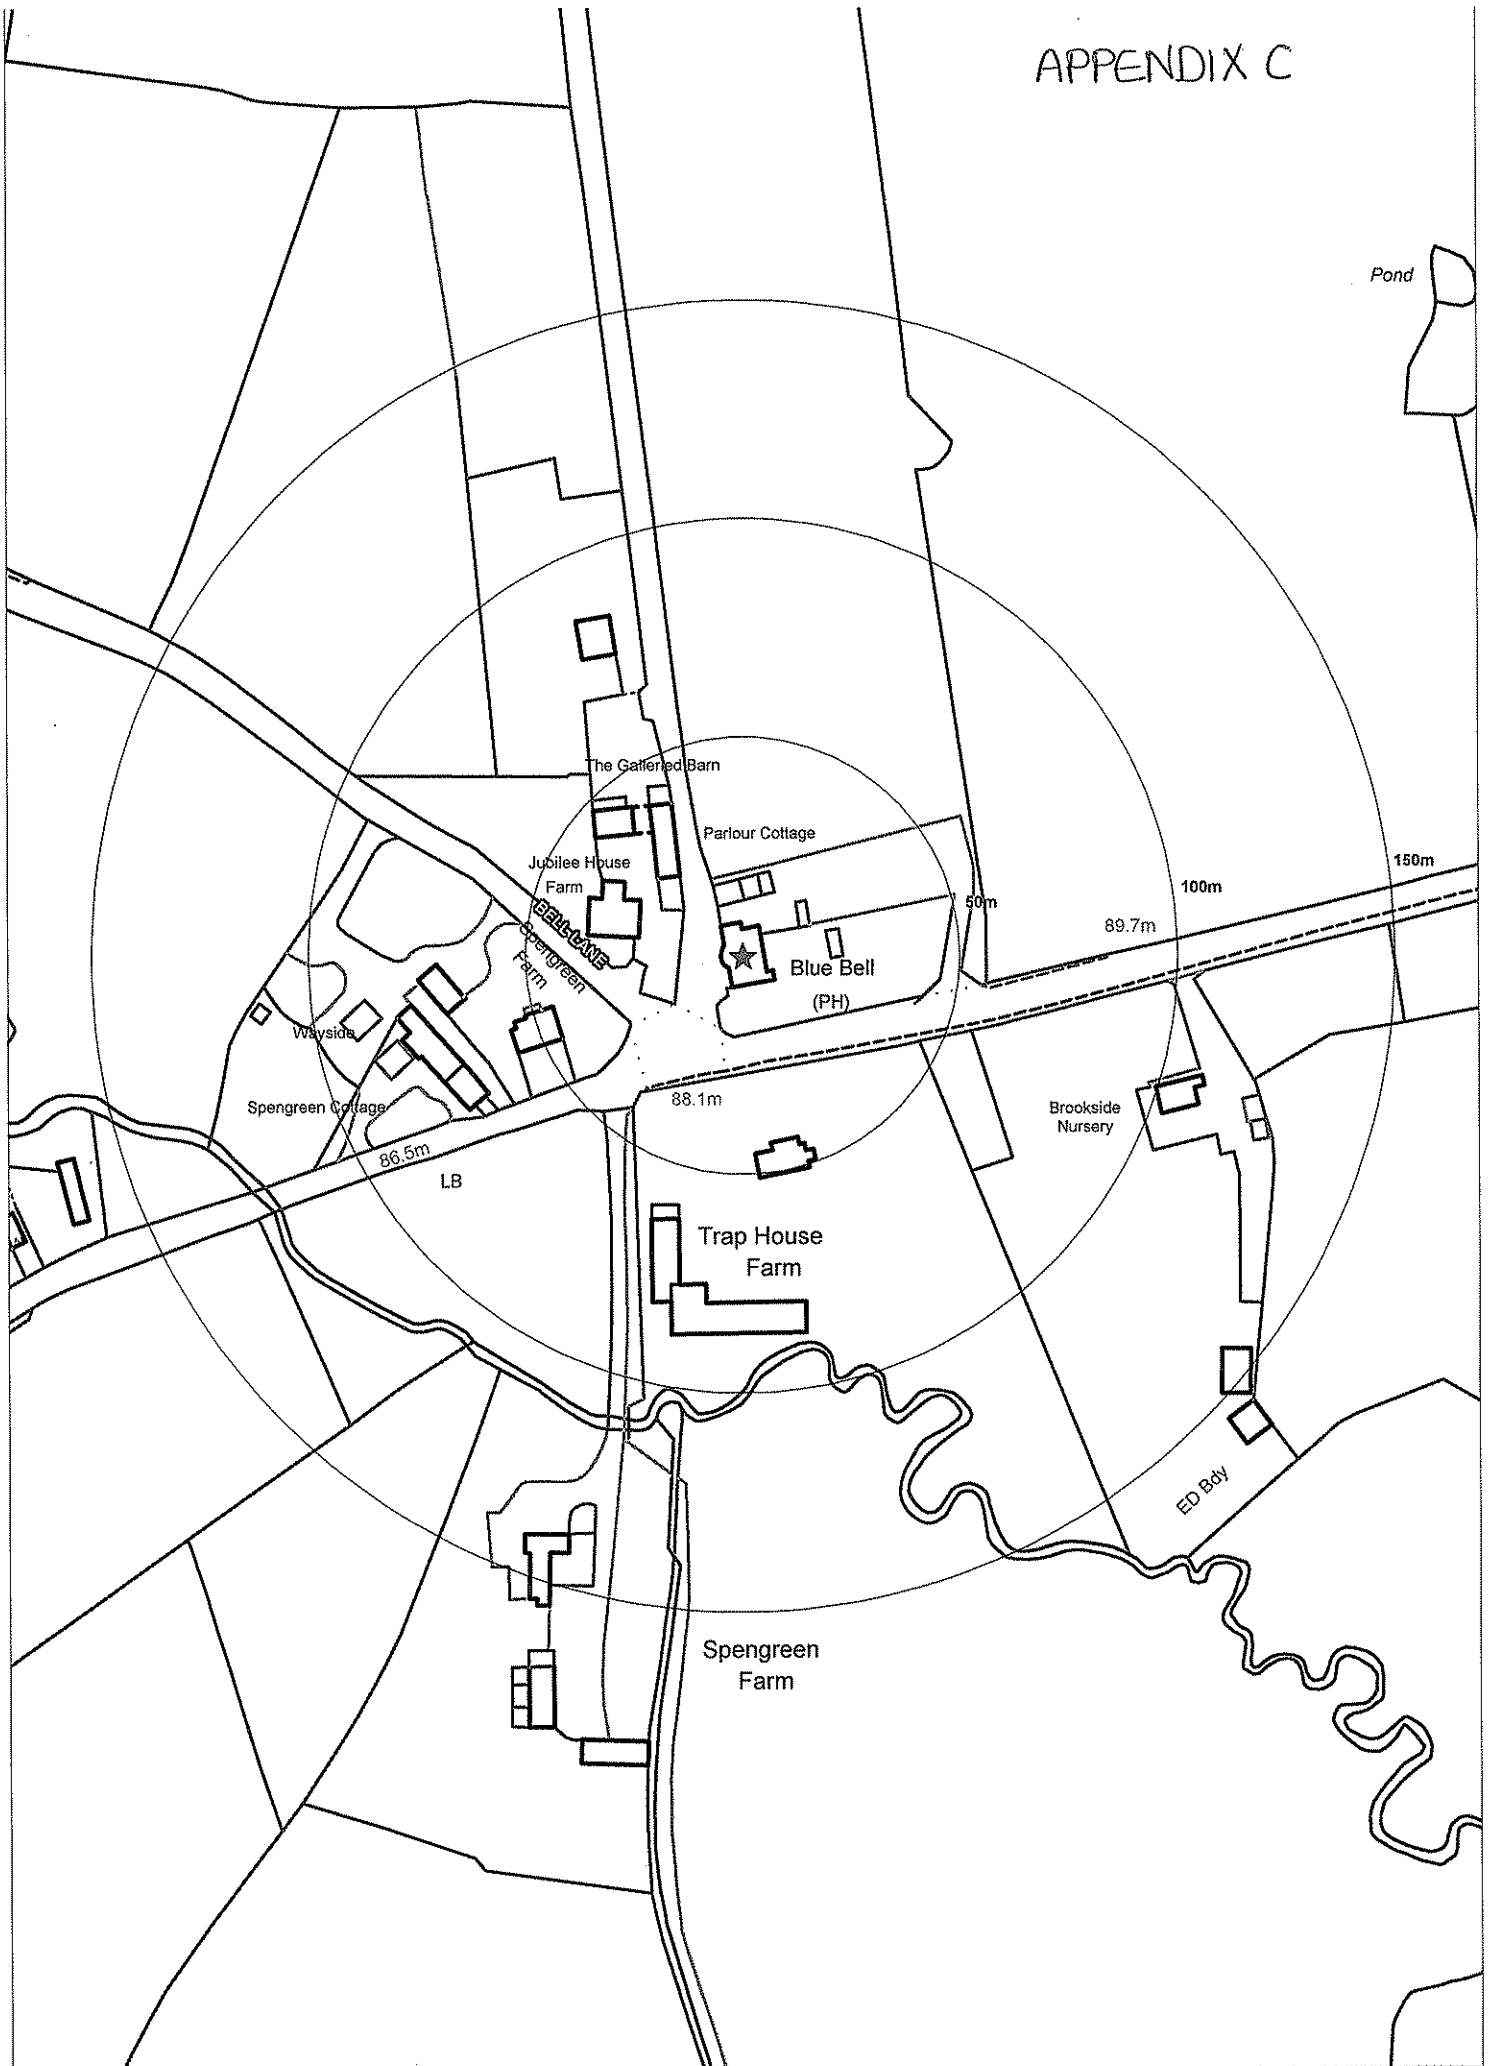 APPENDIX C
Pond
The Galleried Barn
Parlour Cottage
150m
Jubilee House
Farm
100m
50m
BELL LANE
89.7m
Spengreen
Farm
Blue Bell
(PH)
Wayside
88.1m
Spengreen Cottage
Brookside
Nursery
86.5m
LB
Trap House
Farm
ED Bdy
Spengreen
Farm